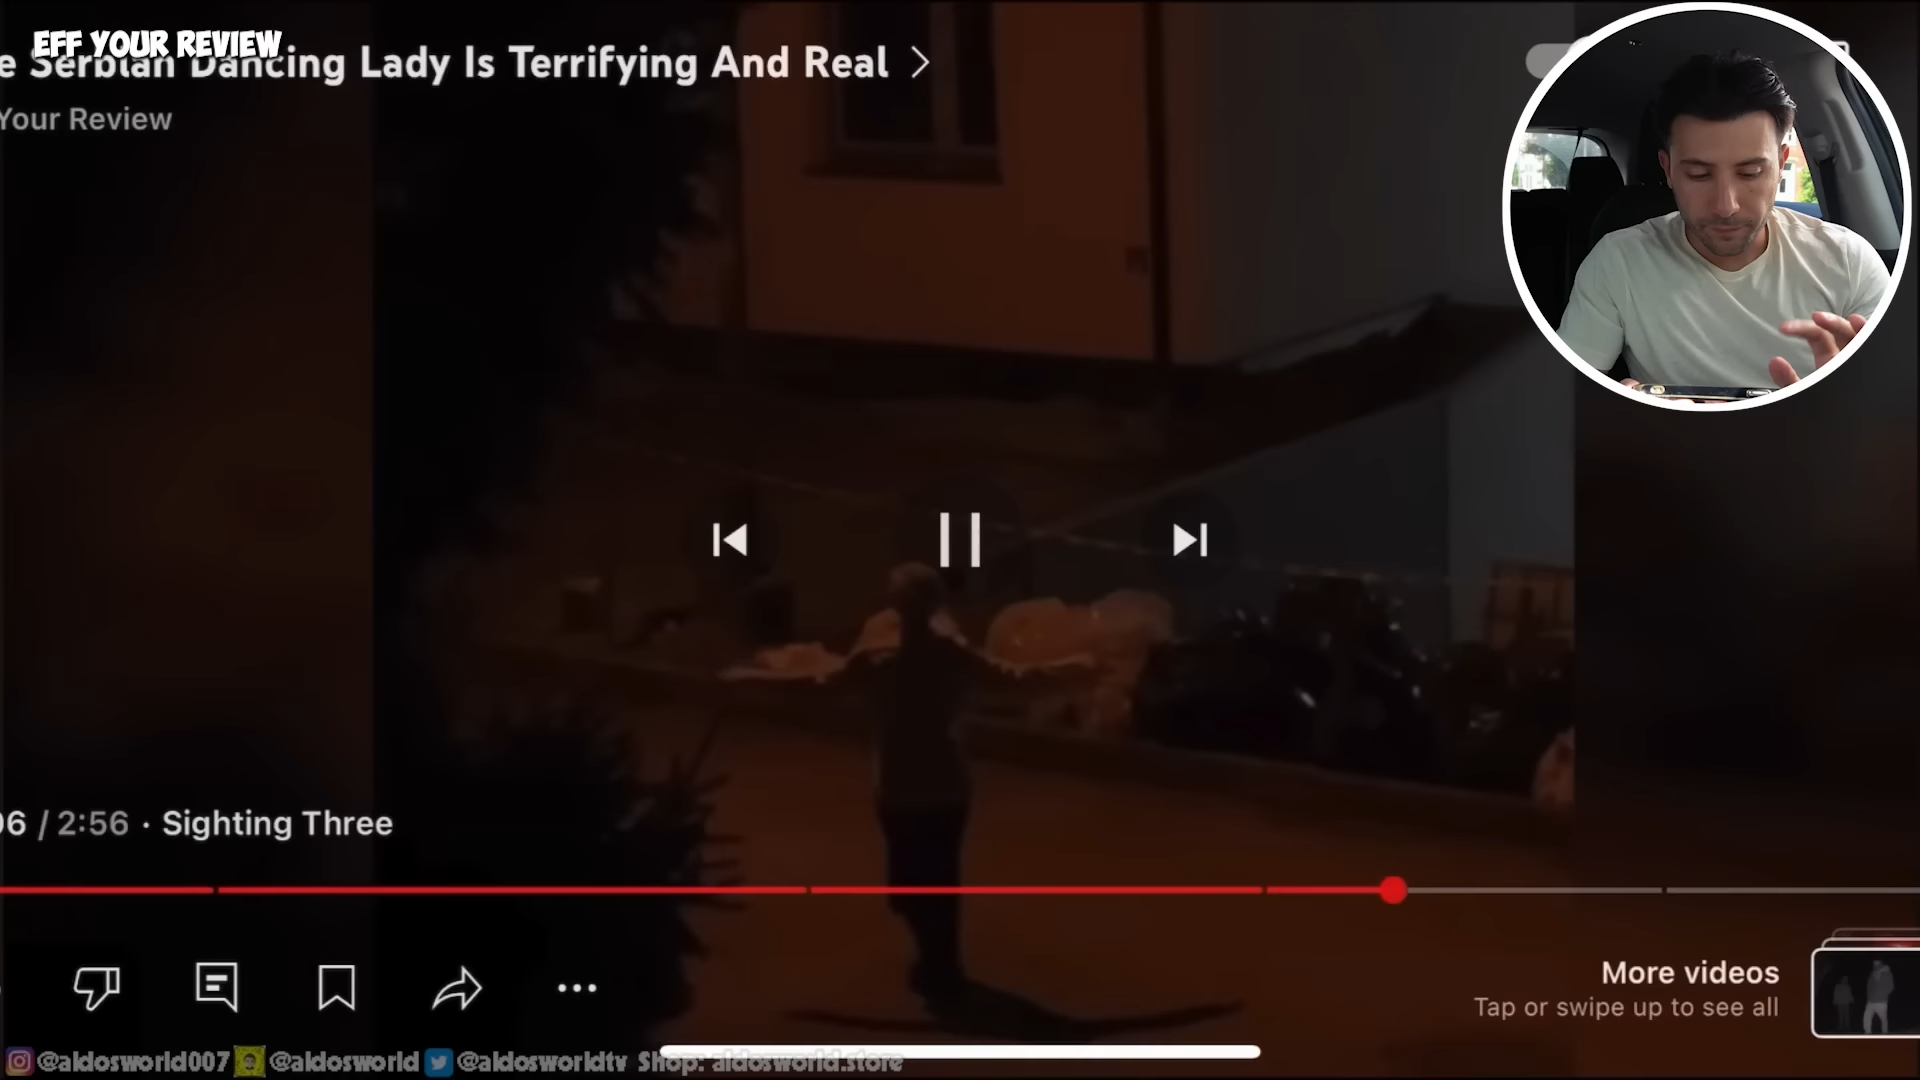 EFF YOUR REVIEW
e Serbian Dancing Lady Is Terrifying And Real
Your Review
06 / 2:56 · Sighting Three
More videos
Tap or swipe up to see all
@aldosworld007 @aldosworld @aldosworldtv Shop: aldosworld.store